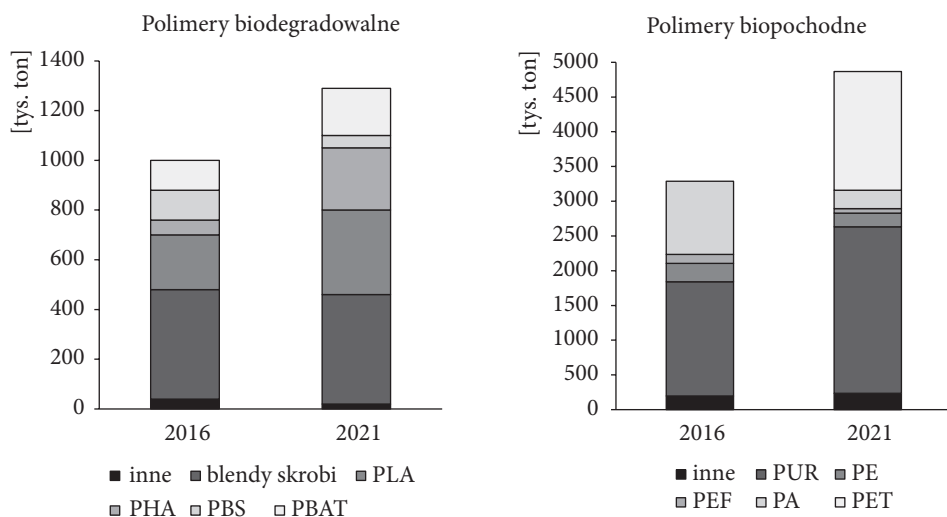 Polimery biodegradowalne
[tys. ton]
1400
1200
1000
800
600
400
200
0
2016 2021
inne blendy skrobi PLA
PHA PBS PBAT
Polimery biopochodne
[tys. ton]
5000
4500
4000
3500
3000
2500
2000
1500
1000
500
0
2016 2021
inne PUR PE
PEF PA PET